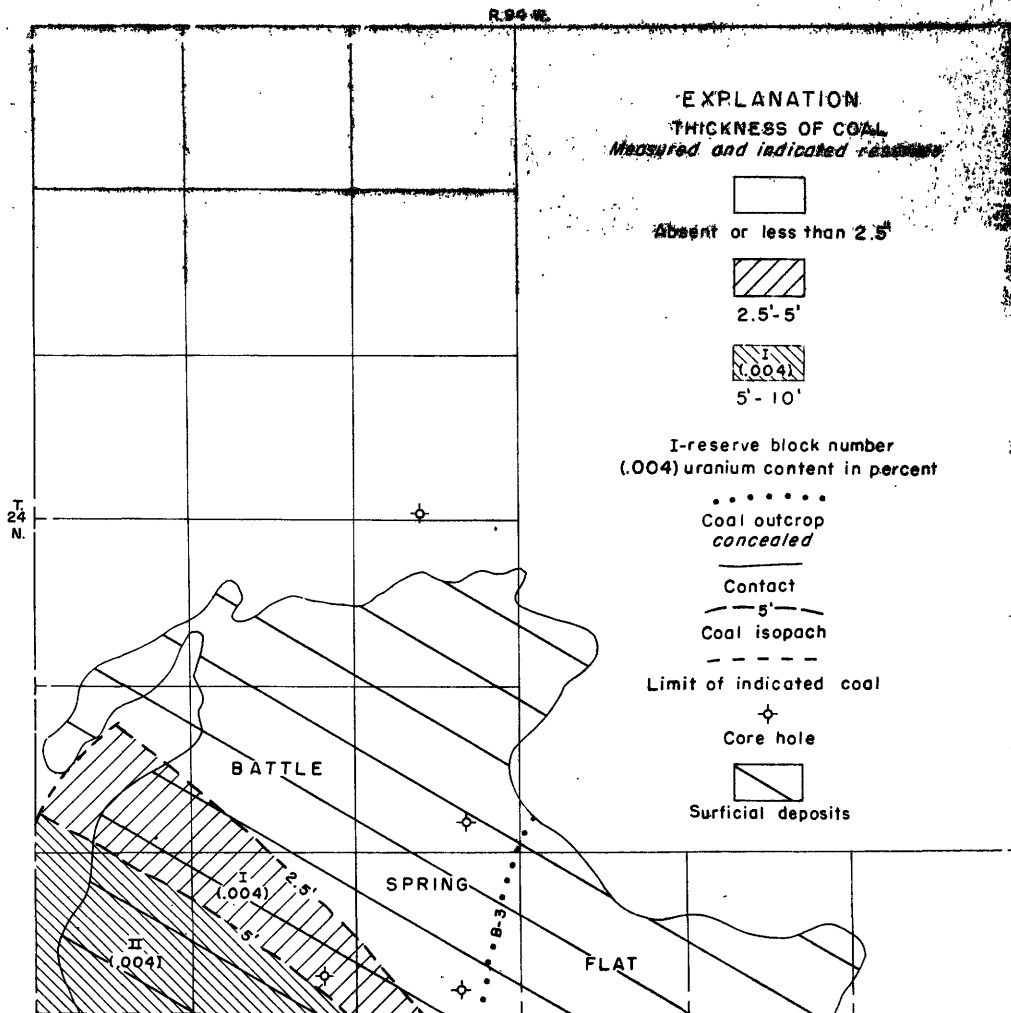 R. 94 W.
EXPLANATION
THICKNESS OF COAL
Measured and indicated reserves
Absent or less than 2.5'
2.5'-5'
I
(.004)
5'-10'
I-reserve block number
(.004) uranium content in percent
Coal outcrop
concealed
Contact
5'
Coal isopach
Limit of indicated coal
Core hole
Surficial deposits
T.
24
N.
BATTLE
SPRING
FLAT
I
(.004)
2.5'
5'
II
(.004)
B-3